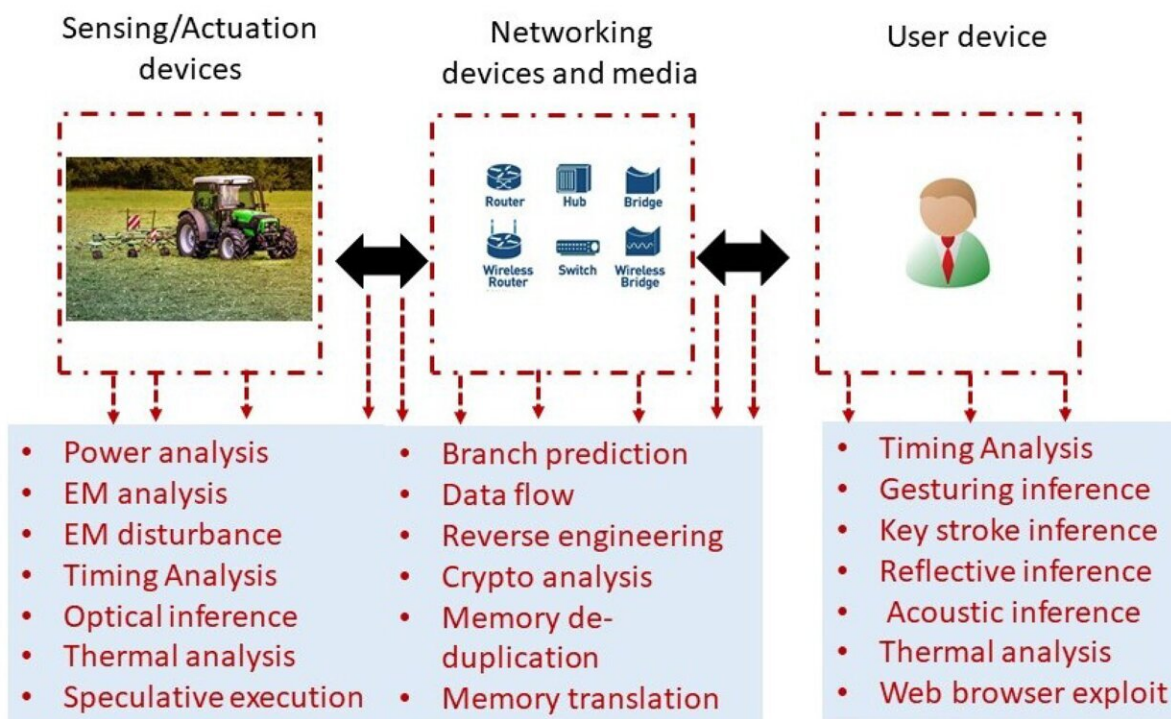 Sensing/Actuation
devices
Networking
devices and media
User device
Router
Hub
Bridge
Wireless
Router
Switch
Wireless
Bridge
• Power analysis
• EM analysis
• EM disturbance
• Timing Analysis
• Optical inference
• Thermal analysis
• Speculative execution
• Branch prediction
• Data flow
• Reverse engineering
• Crypto analysis
• Memory de-
duplication
• Memory translation
• Timing Analysis
• Gesturing inference
• Key stroke inference
• Reflective inference
• Acoustic inference
• Thermal analysis
• Web browser exploit